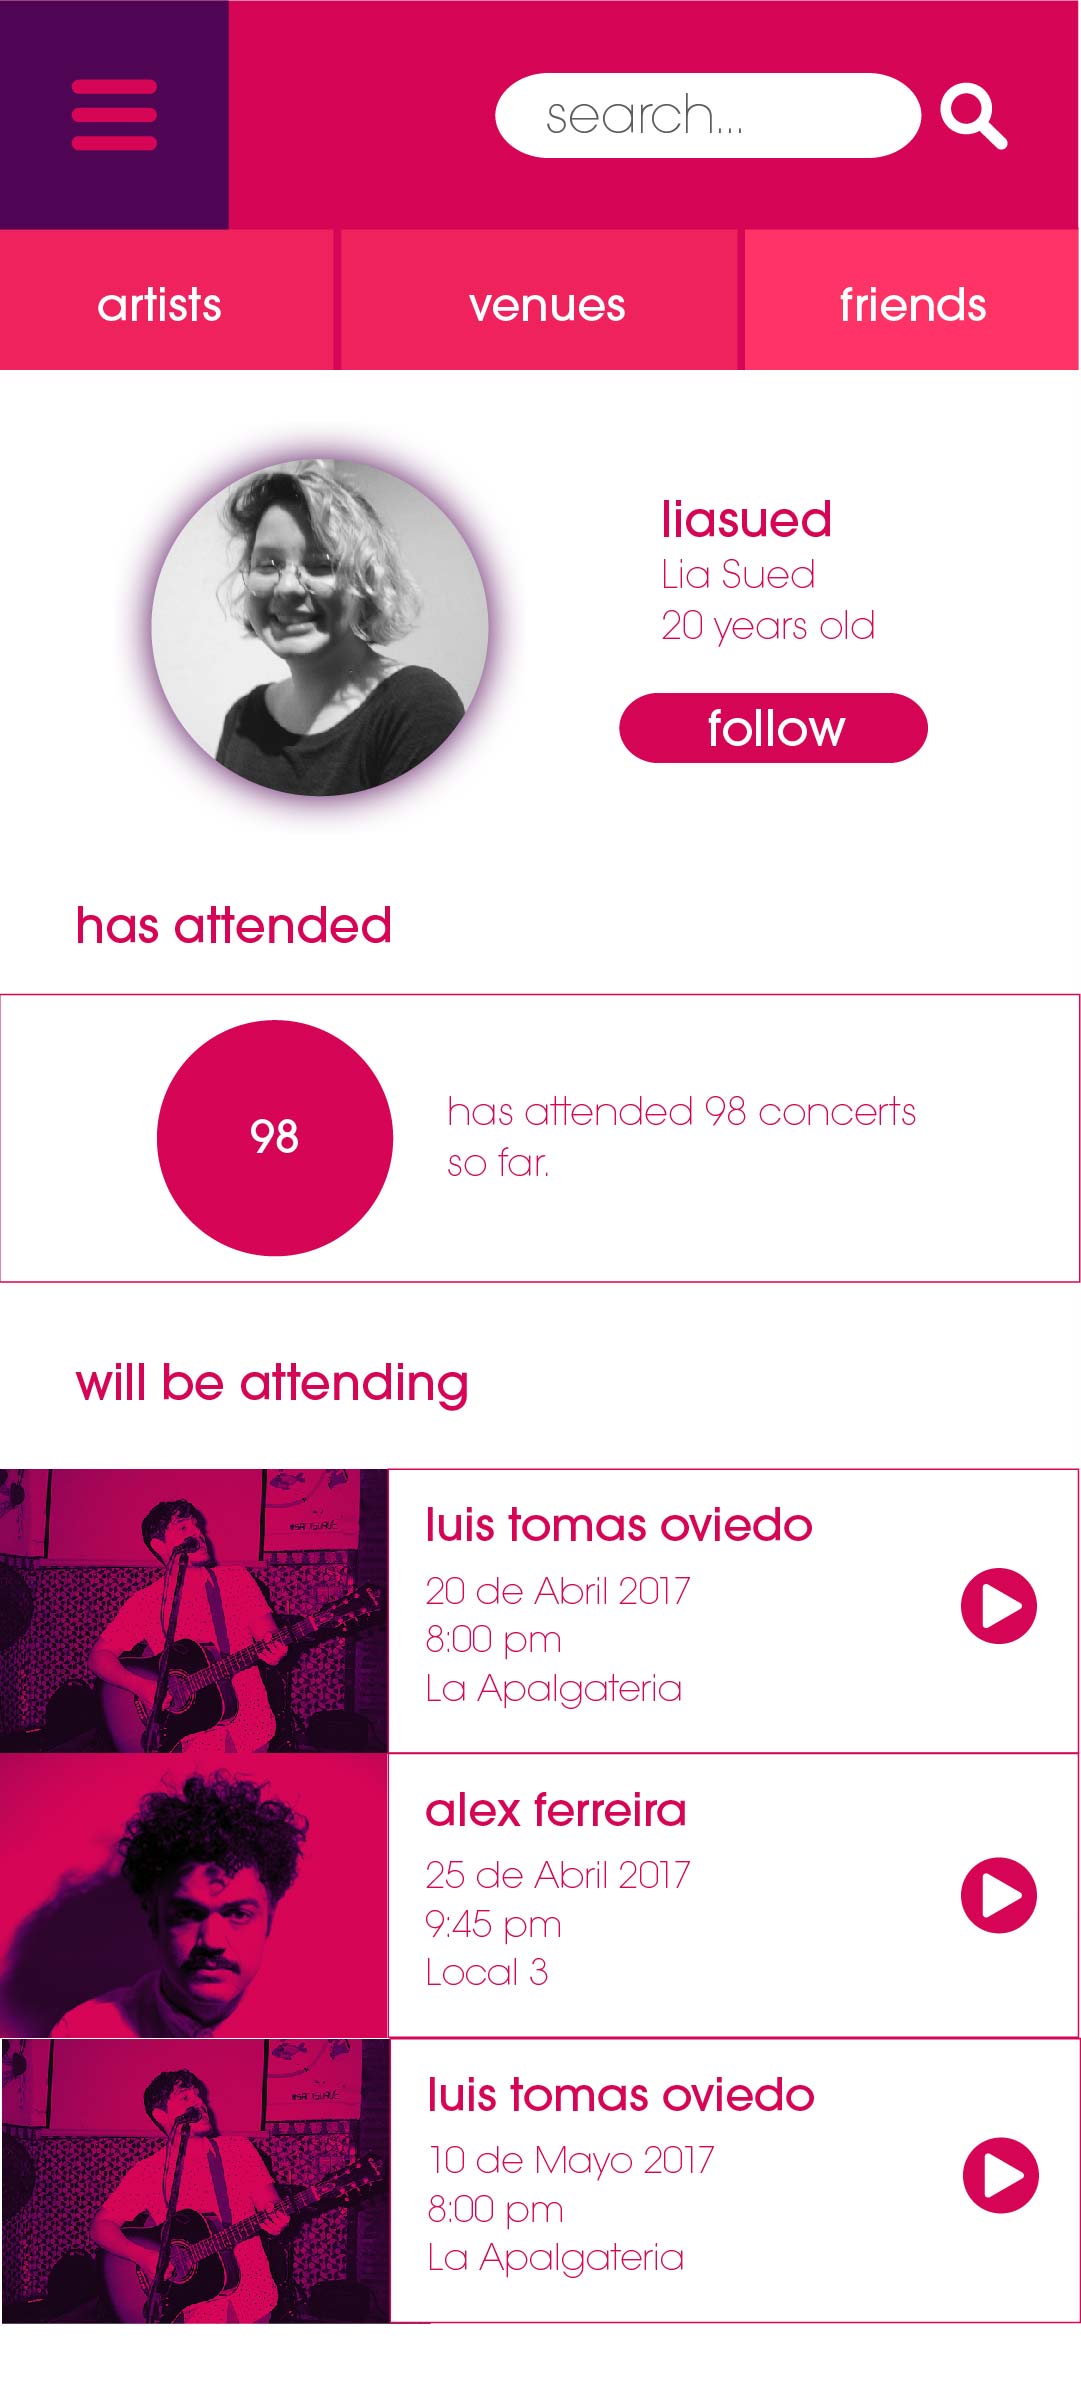 search...
artists
venues
friends
liasued
Lia Sued
20 years old
follow
has attended
98
has attended 98 concerts
so far.
will be attending
luis tomas oviedo
20 de Abril 2017
8:00 pm
La Apalgateria
alex ferreira
25 de Abril 2017
9:45 pm
Local 3
luis tomas oviedo
10 de Mayo 2017
8:00 pm
La Apalgateria